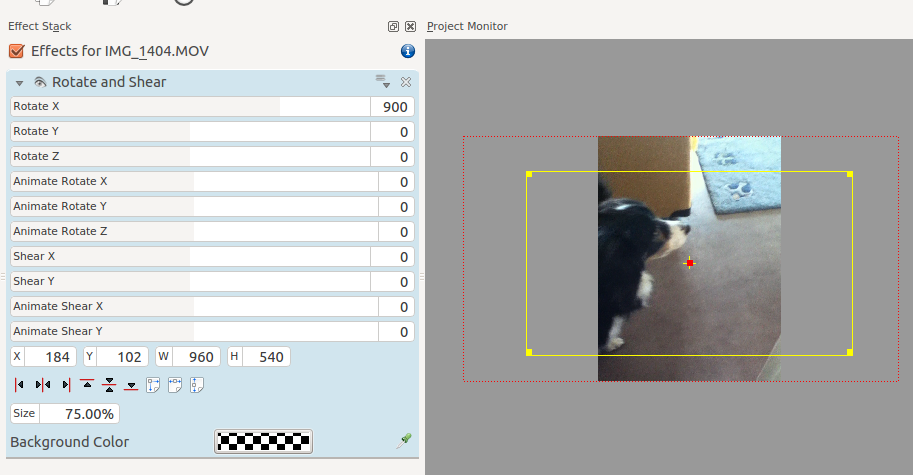 Effect Stack
Project Monitor
Effects for IMG_1404.MOV
Rotate and Shear
Rotate X 900
Rotate Y 0
Rotate Z 0
Animate Rotate X 0
Animate Rotate Y 0
Animate Rotate Z 0
Shear X 0
Shear Y 0
Animate Shear X 0
Animate Shear Y 0
X 184 Y 102 W 960 H 540
Size 75.00%
Background Color